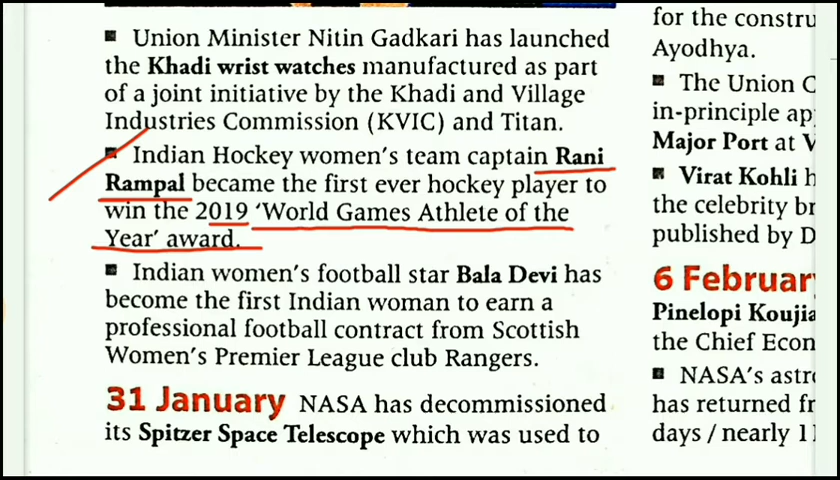 ▪ Union Minister Nitin Gadkari has launched
the Khadi wrist watches manufactured as part
of a joint initiative by the Khadi and Village
Industries Commission (KVIC) and Titan.
▪ Indian Hockey women's team captain Rani
Rampal became the first ever hockey player to
win the 2019 'World Games Athlete of the
Year' award.
▪ Indian women's football star Bala Devi has
become the first Indian woman to earn a
professional football contract from Scottish
Women's Premier League club Rangers.
31 January NASA has decommissioned
its Spitzer Space Telescope which was used to
for the constru
Ayodhya.
▪ The Union C
in-principle ap
Major Port at V
▪ Virat Kohli h
the celebrity br
published by D
6 February
Pinelopi Koujia
the Chief Econ
▪ NASA's astro
has returned fr
days / nearly 11